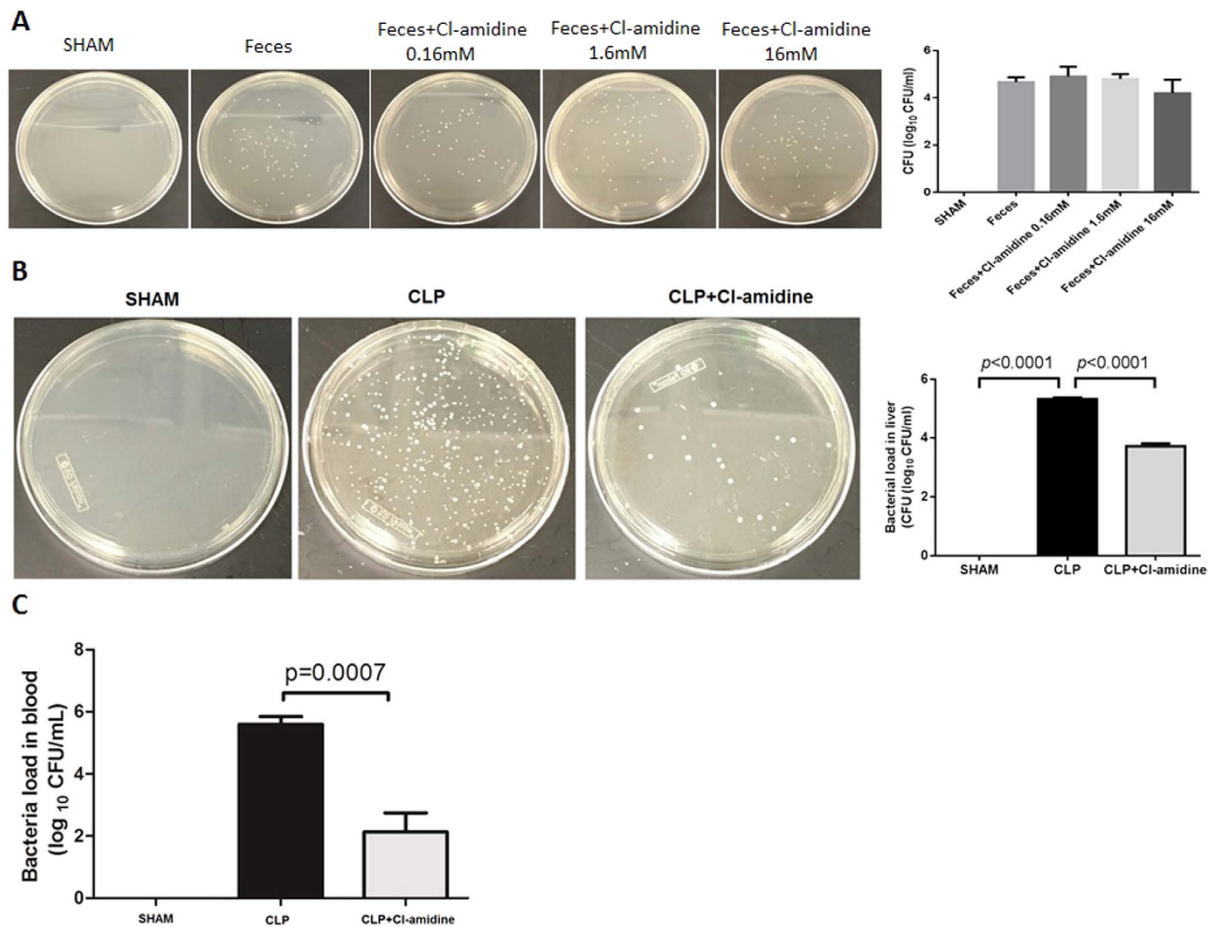 A
SHAM
Feces
Feces+Cl-amidine
0.16mM
Feces+Cl-amidine
1.6mM
Feces+Cl-amidine
16mM
CFU (log10 CFU/ml)
6
4
2
0
SHAM
Feces
Feces+Cl-amidine 0.16mM
Feces+Cl-amidine 1.6mM
Feces+Cl-amidine 16mM
B
SHAM
CLP
CLP+Cl-amidine
p<0.0001
p<0.0001
Bacterial load in liver
(CFU (log10 CFU/ml)
6
4
2
0
SHAM
CLP
CLP+Cl-amidine
C
p=0.0007
Bacteria load in blood
(log 10 CFU/mL)
8
6
4
2
0
SHAM
CLP
CLP+Cl-amidine